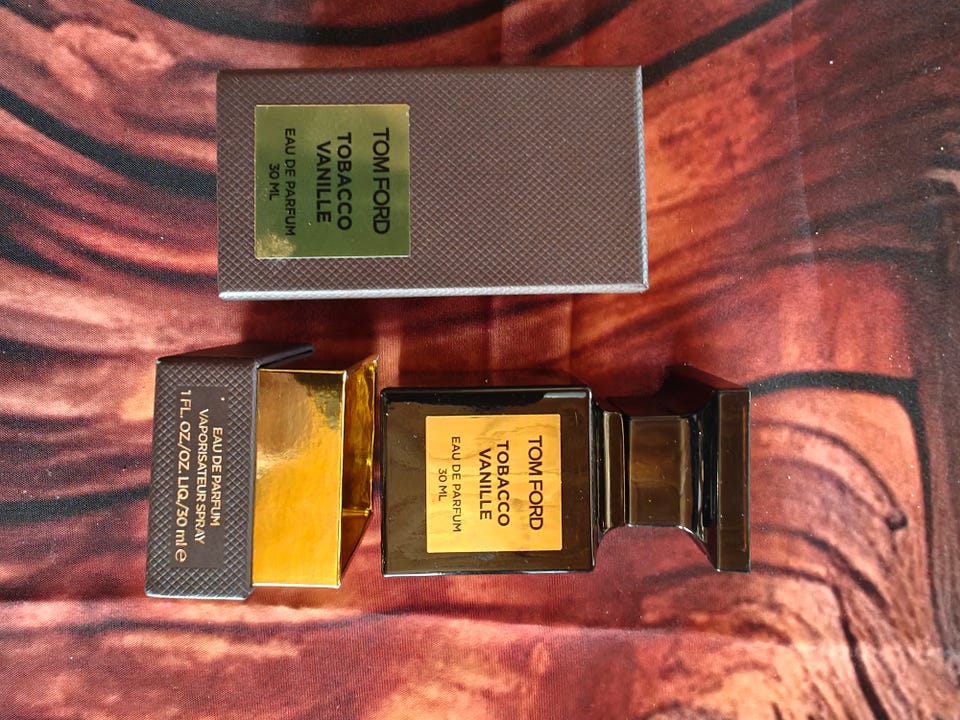 TOM FORD
TOBACCO
VANILLE
EAU DE PARFUM
30 ML
EAU DE PARFUM
VAPORISATEUR SPRAY
1 FL. OZ/OZ. LIQ/30 ml ℮
TOM FORD
TOBACCO
VANILLE
EAU DE PARFUM
30 ML